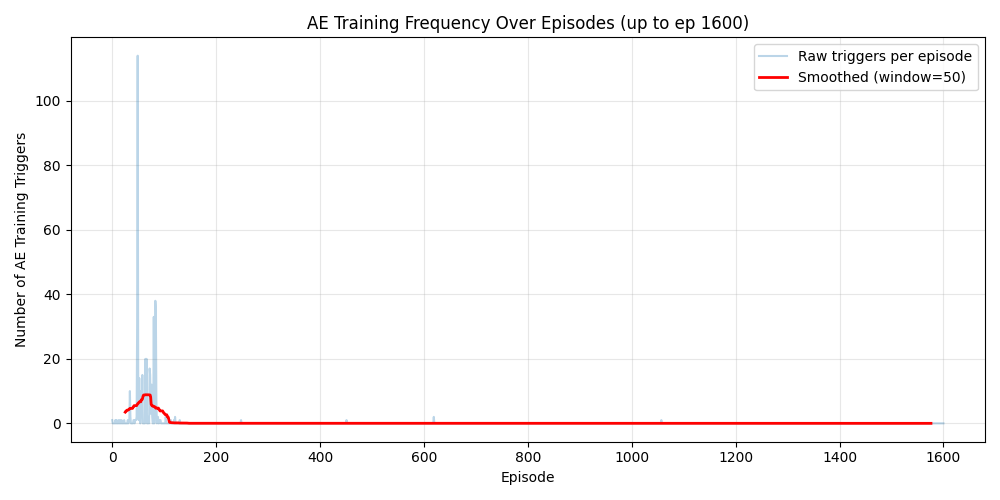 AE Training Frequency Over Episodes (up to ep 1600)
Raw triggers per episode
Smoothed (window=50)
Number of AE Training Triggers
100
80
60
40
20
0
0 200 400 600 800 1000 1200 1400 1600
Episode